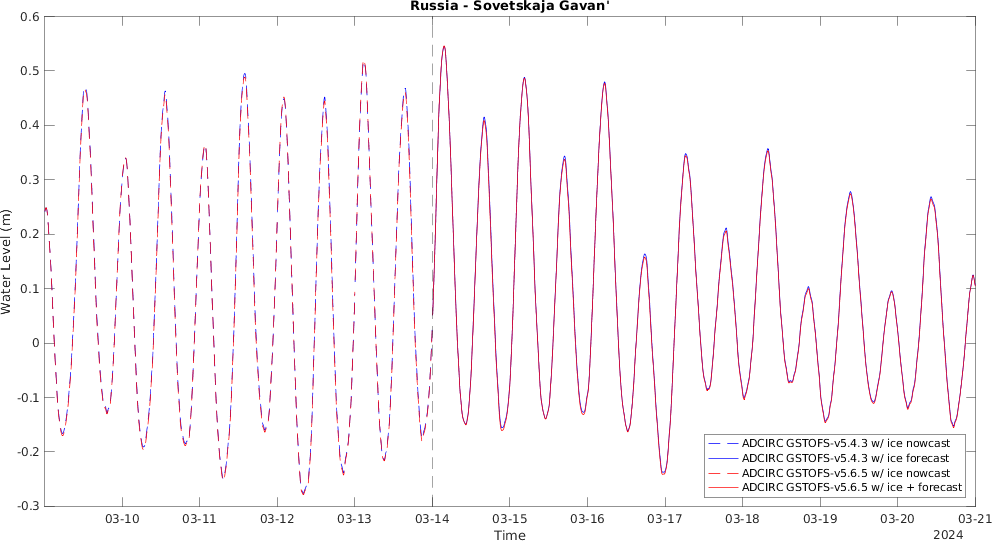 Russia - Sovetskaja Gavan'
0.6
0.5
0.4
0.3
0.2
0.1
0
-0.1
-0.2
-0.3
Water Level (m)
ADCIRC GSTOFS-v5.4.3 w/ ice nowcast
ADCIRC GSTOFS-v5.4.3 w/ ice forecast
ADCIRC GSTOFS-v5.6.5 w/ ice nowcast
ADCIRC GSTOFS-v5.6.5 w/ ice + forecast
03-10 03-11 03-12 03-13 03-14 03-15 03-16 03-17 03-18 03-19 03-20 03-21
Time
2024